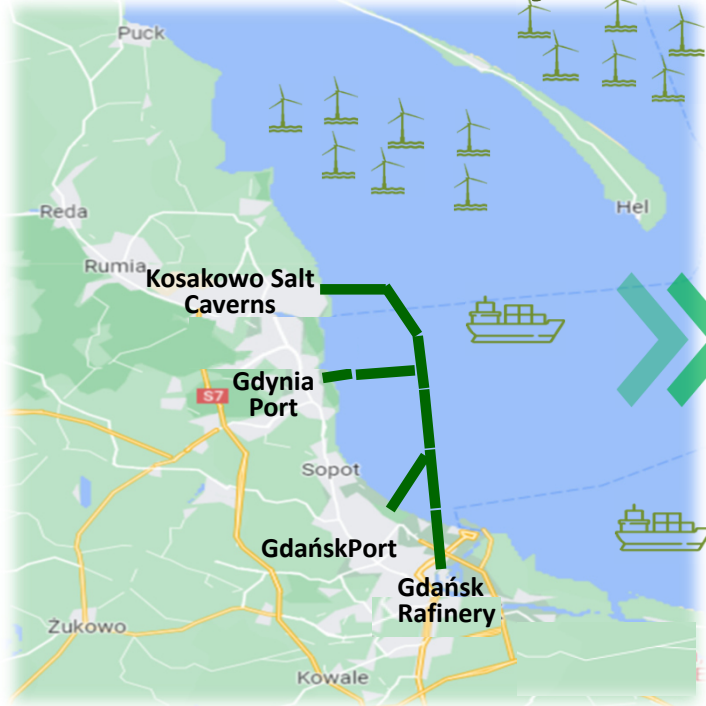 Puck
Reda
Hel
Rumia
Kosakowo Salt
Caverns
Gdynia
Port
S7
Sopot
GdańskPort
Gdańsk
Rafinery
Żukowo
Kowale